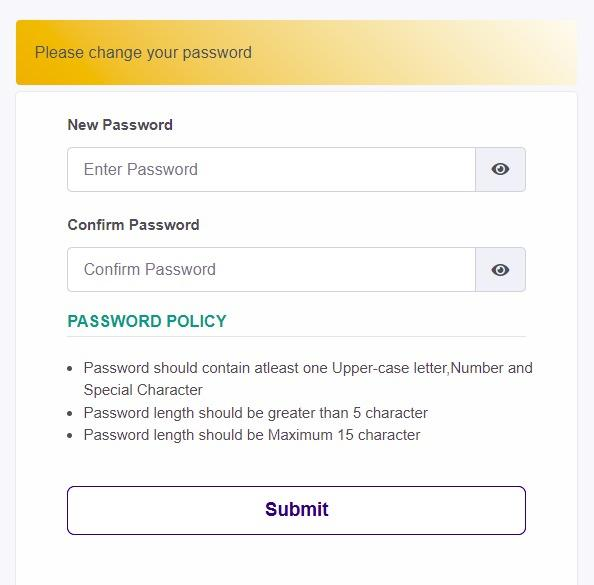 Please change your password
New Password
Enter Password
Confirm Password
Confirm Password
PASSWORD POLICY
Password should contain atleast one Upper-case letter,Number and
Special Character
Password length should be greater than 5 character
Password length should be Maximum 15 character
Submit